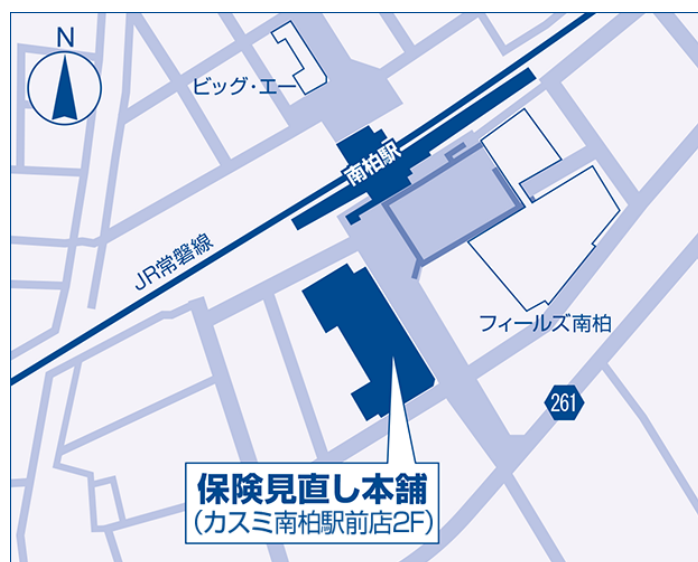 N
ビッグ・エー
南柏駅
JR常磐線
フィールズ南柏
261
保険見直し本舗
(カスミ南柏駅前店2F)